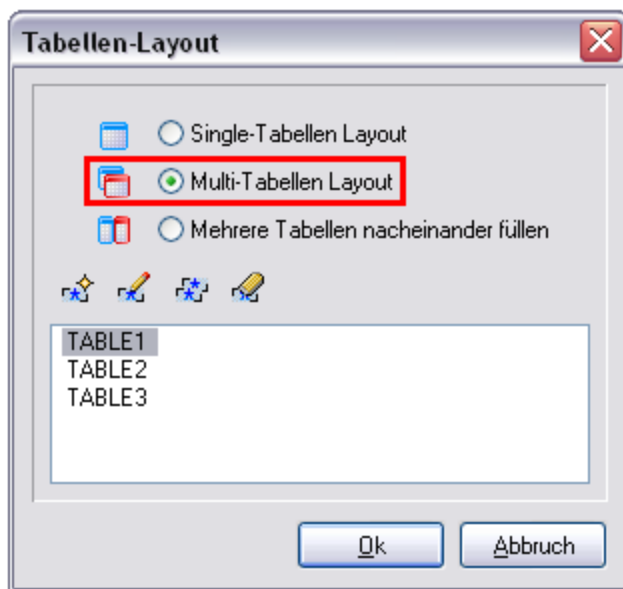 Tabellen-Layout
Single-Tabellen Layout
Multi-Tabellen Layout
Mehrere Tabellen nacheinander füllen
TABLE1
TABLE2
TABLE3
Ok Abbruch